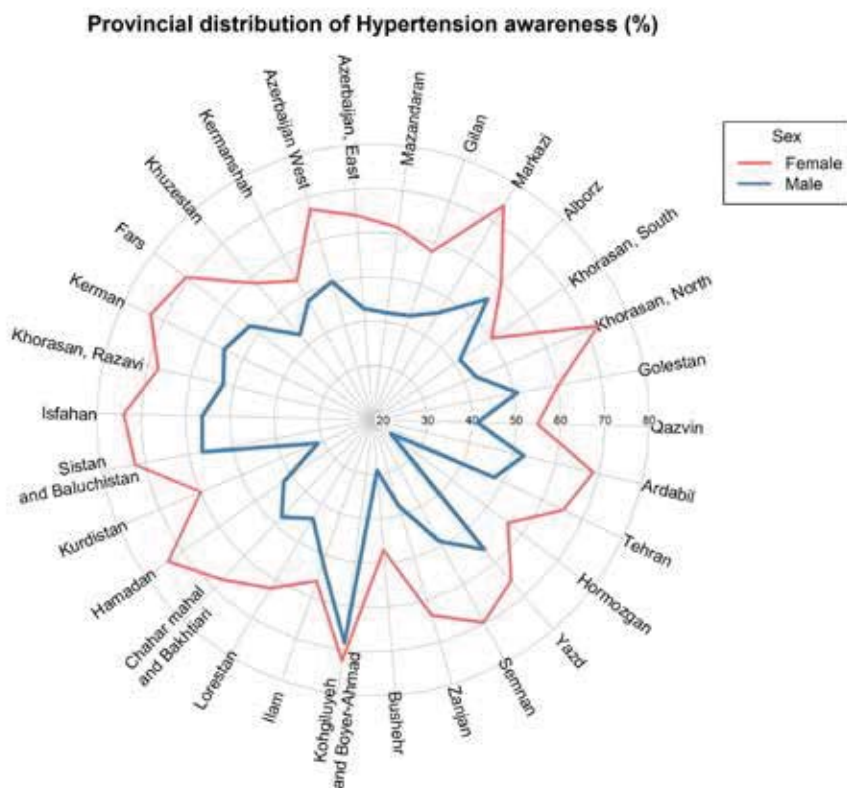 Provincial distribution of Hypertension awareness (%)
Sex
Female
Male
Azerbaijan, East
Mazandaran
Gilan
Markazi
Alborz
Khorasan, South
Khorasan, North
Golestan
Qazvin
Ardabil
Tehran
Hormozgan
Yazd
Semnan
Zanjan
Bushehr
Kohgiluyeh
and Boyer-Ahmad
Ilam
Lorestan
Chahar mahal
and Bakhtiari
Hamadan
Kurdistan
Sistan
and Baluchistan
Isfahan
Khorasan, Razavi
Kerman
Fars
Khuzestan
Kermanshah
Azerbaijan West
20 30 40 50 60 70 80